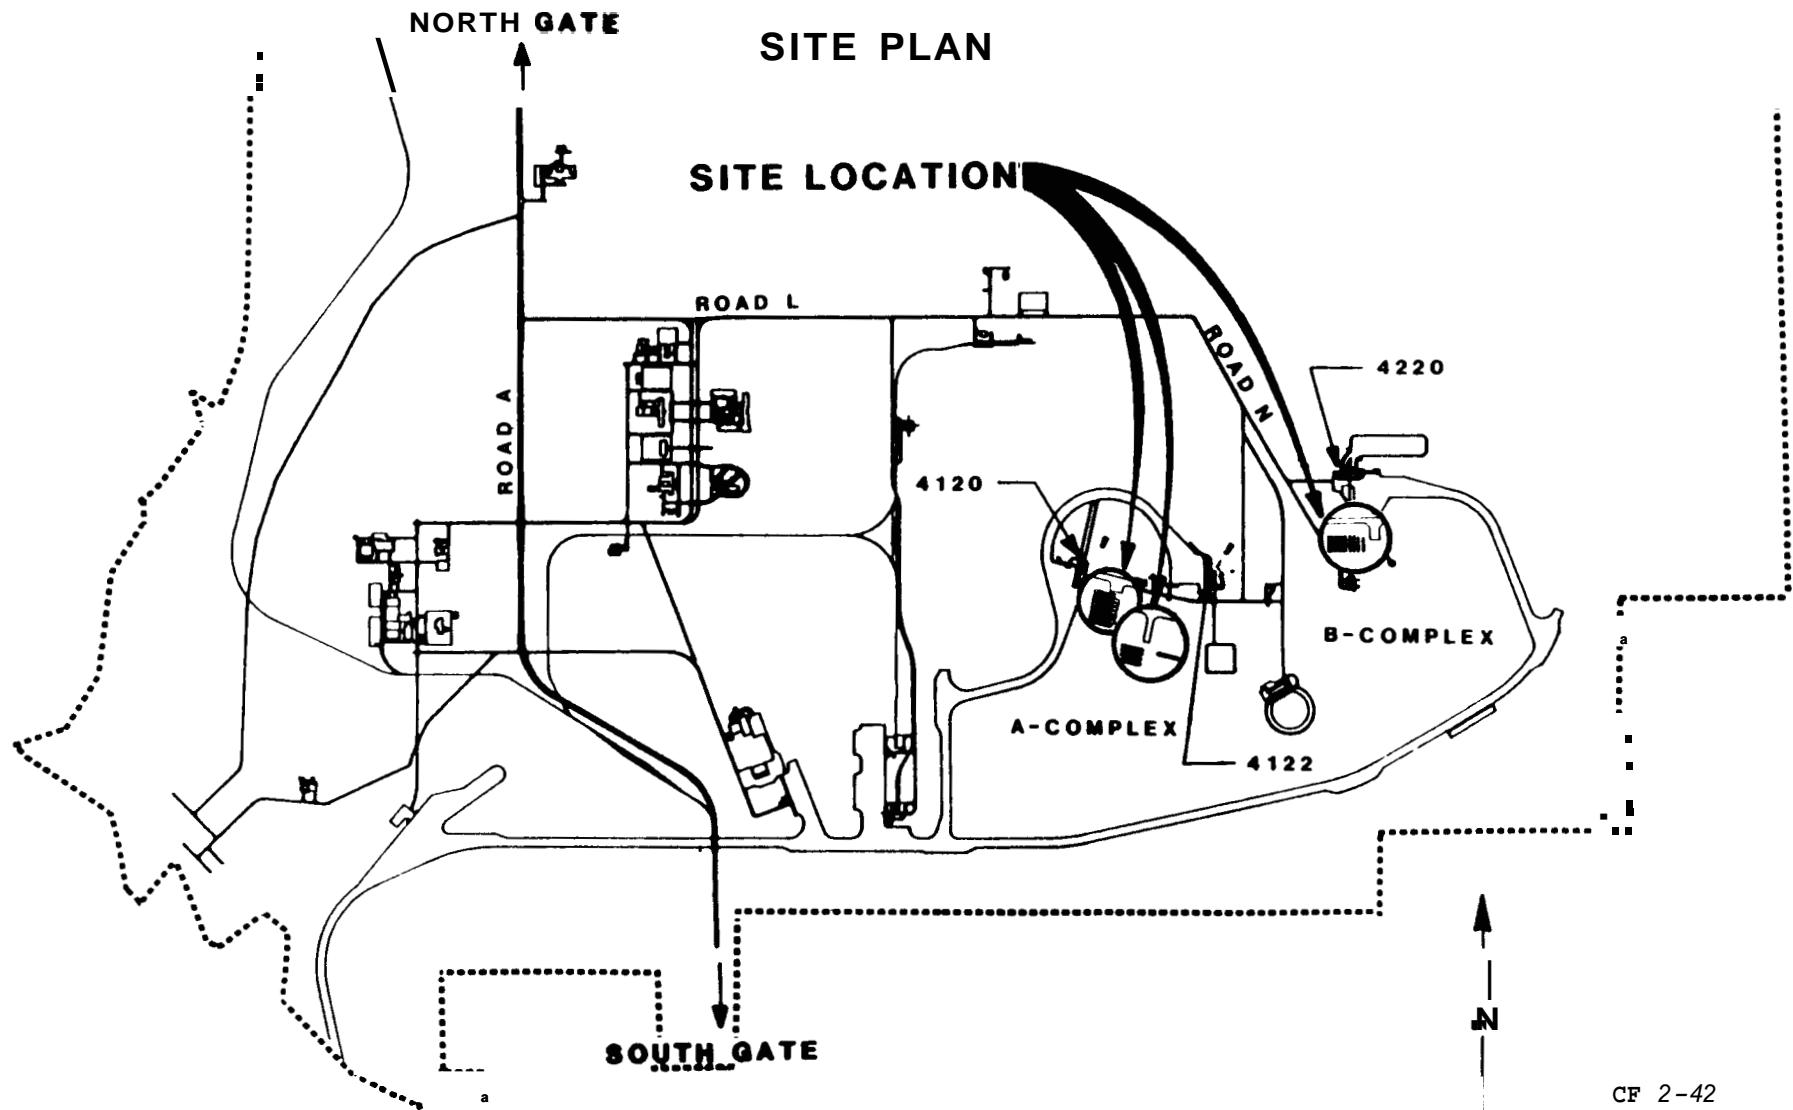 NORTH GATE
SITE PLAN
SITE LOCATION
ROAD L
ROAD N
4220
ROAD A
4120
B-COMPLEX
a
A-COMPLEX
4122
N
SOUTH GATE
a
CF 2-42